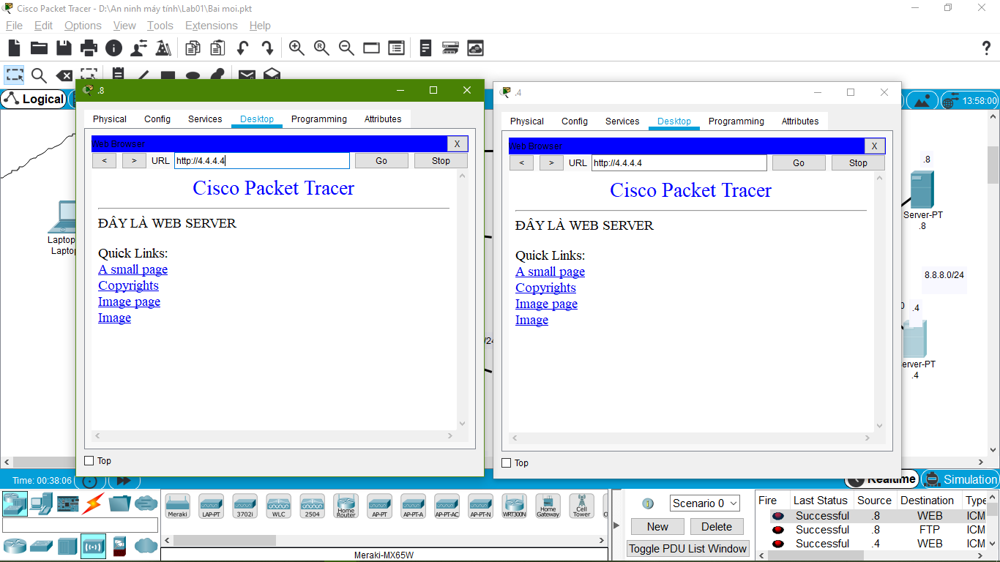 Cisco Packet Tracer - D:\An ninh máy tính\Lab01\Bai moi.pkt
File Edit Options View Tools Extensions Help
Logical
13:58:00
.8
Physical Config Services Desktop Programming Attributes
Web Browser X
< > URL http://4.4.4.4 Go Stop
Cisco Packet Tracer
ĐÂY LÀ WEB SERVER
Quick Links:
A small page
Copyrights
Image page
Image
Top
.4
Physical Config Services Desktop Programming Attributes
Web Browser X
< > URL http://4.4.4.4 Go Stop
Cisco Packet Tracer
ĐÂY LÀ WEB SERVER
Quick Links:
A small page
Copyrights
Image page
Image
Top
.8
Server-PT
.8
8.8.8.0/24
.4
.4
Time: 00:38:06
Realtime Simulation
Meraki LAP-PT 3702i WLC 2504 Home Router AP-PT AP-PT-A AP-PT-AC AP-PT-N WRT300N Home Gateway Cell Tower
Meraki-MX65W
Scenario 0
New Delete
Toggle PDU List Window
Fire Last Status Source Destination Type
Successful .8 WEB ICM
Successful .8 FTP ICM
Successful .4 WEB ICM